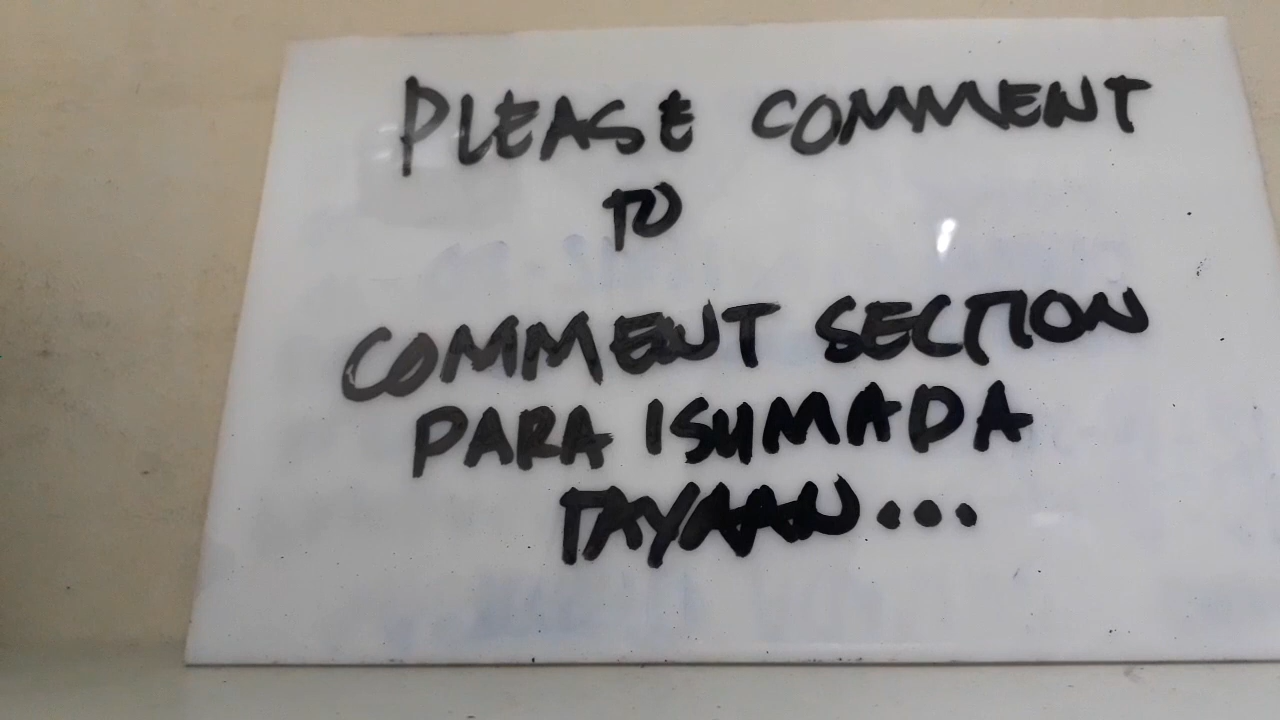 PLEASE COMMENT
TO
COMMENT SECTION
PARA ISUMADA
TAYAAN...